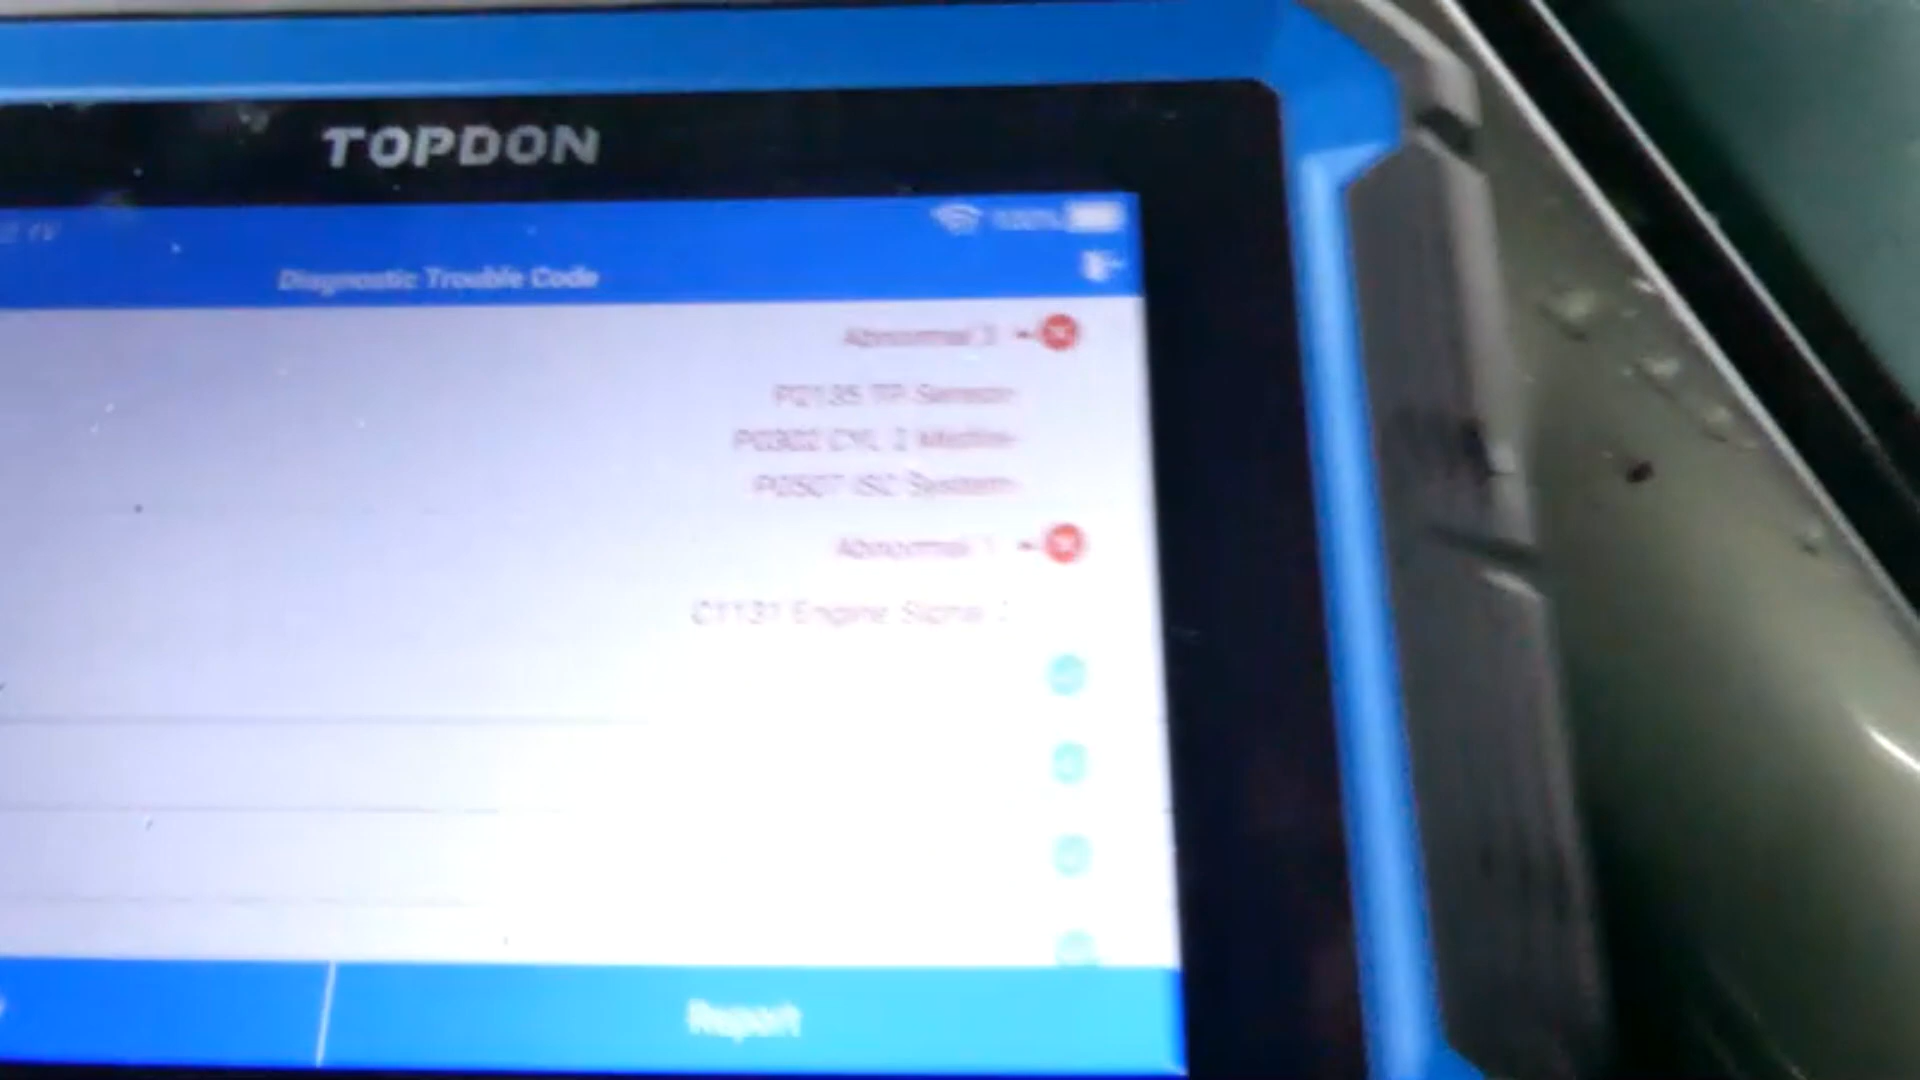 TOPDON
Diagnostic Trouble Code
Abnormal 3
P2135 TP Sensor
P0302 CYL 2 Misfire
P0507 ISC System
Abnormal 1
C1131 Engine Signal 2
Report